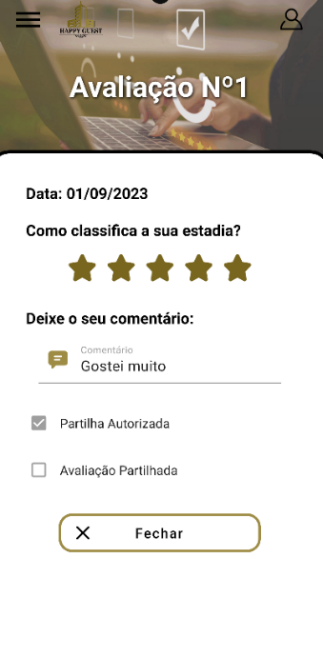 HAPPY GUEST
Avaliação Nº1
Data: 01/09/2023
Como classifica a sua estadia?
Deixe o seu comentário:
Comentário
Gostei muito
Partilha Autorizada
Avaliação Partilhada
Fechar